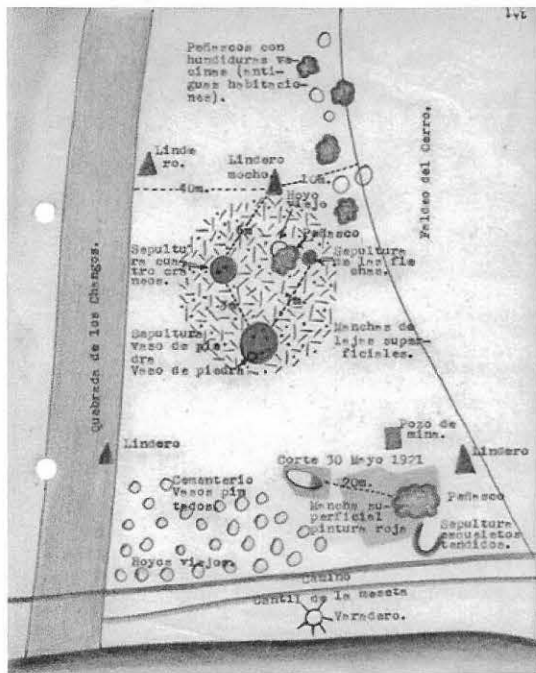 142
Peñascos con
hundiduras ve-
cinas (anti-
guas habitacio-
nes).
Linde
ro.
Lindero
mocho.
40m.
10m.
Hoyo
viejo
Peñasco
Sepultu
ra cua
tro crá
neos.
Sepultura
de las fle
chas.
Sepultura
vaso de pie
dra
Vaso de piedra
Manchas de
lajas super-
ficiales.
Faldeo del Cerro.
Quebrada de los Changos.
Pozo de
mina.
Lindero
Lindero
Corte 30 Mayo 1921
20m.
Cementerio
Vasos pin
tados.
Mancha su
perficial
pintura roja
Peñasco
Sepultura
esqueletos
tendidos.
Hoyos viejos.
Camino
Cantil de la meseta
Varadero.